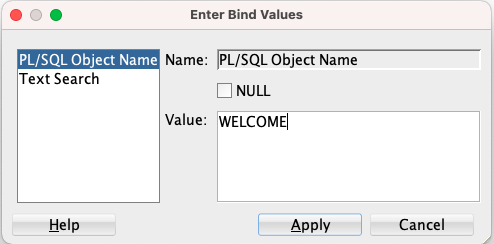 Enter Bind Values
PL/SQL Object Name
Text Search
Name:
PL/SQL Object Name
NULL
Value:
WELCOME
Help
Apply
Cancel